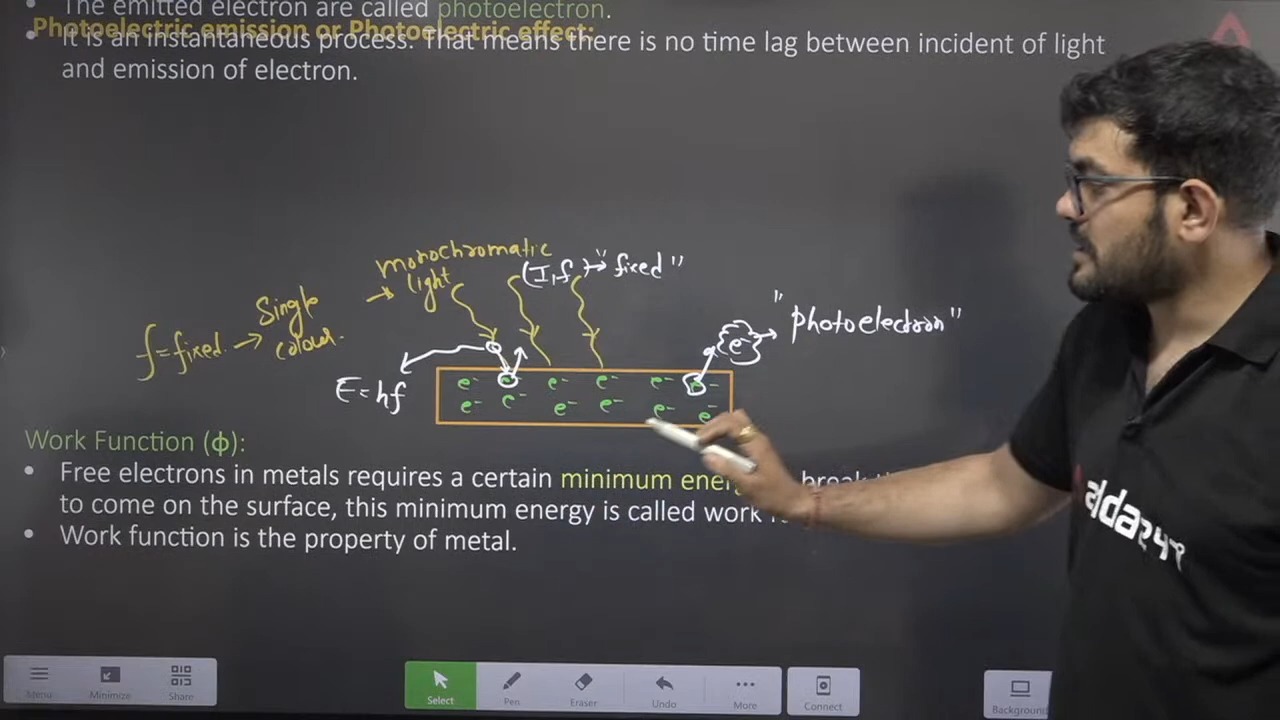 The emitted electron are called photoelectron.
Photoelectric emission or Photoelectric effect:
It is an instantaneous process. That means there is no time lag between incident of light
and emission of electron.
monochromatic
light
(I, f) → "fixed"
f = fixed. → Single
colour.
"photoelectron"
e-
E = hf
e- e- e- e- e- e-
e- e- e- e- e- e-
Work Function (ϕ):
Free electrons in metals requires a certain minimum
to come on the surface, this minimum energy is called work
Work function is the property of metal.
adda247
Menu
Minimize
Share
Select
Pen
Eraser
Undo
More
Connect
Background